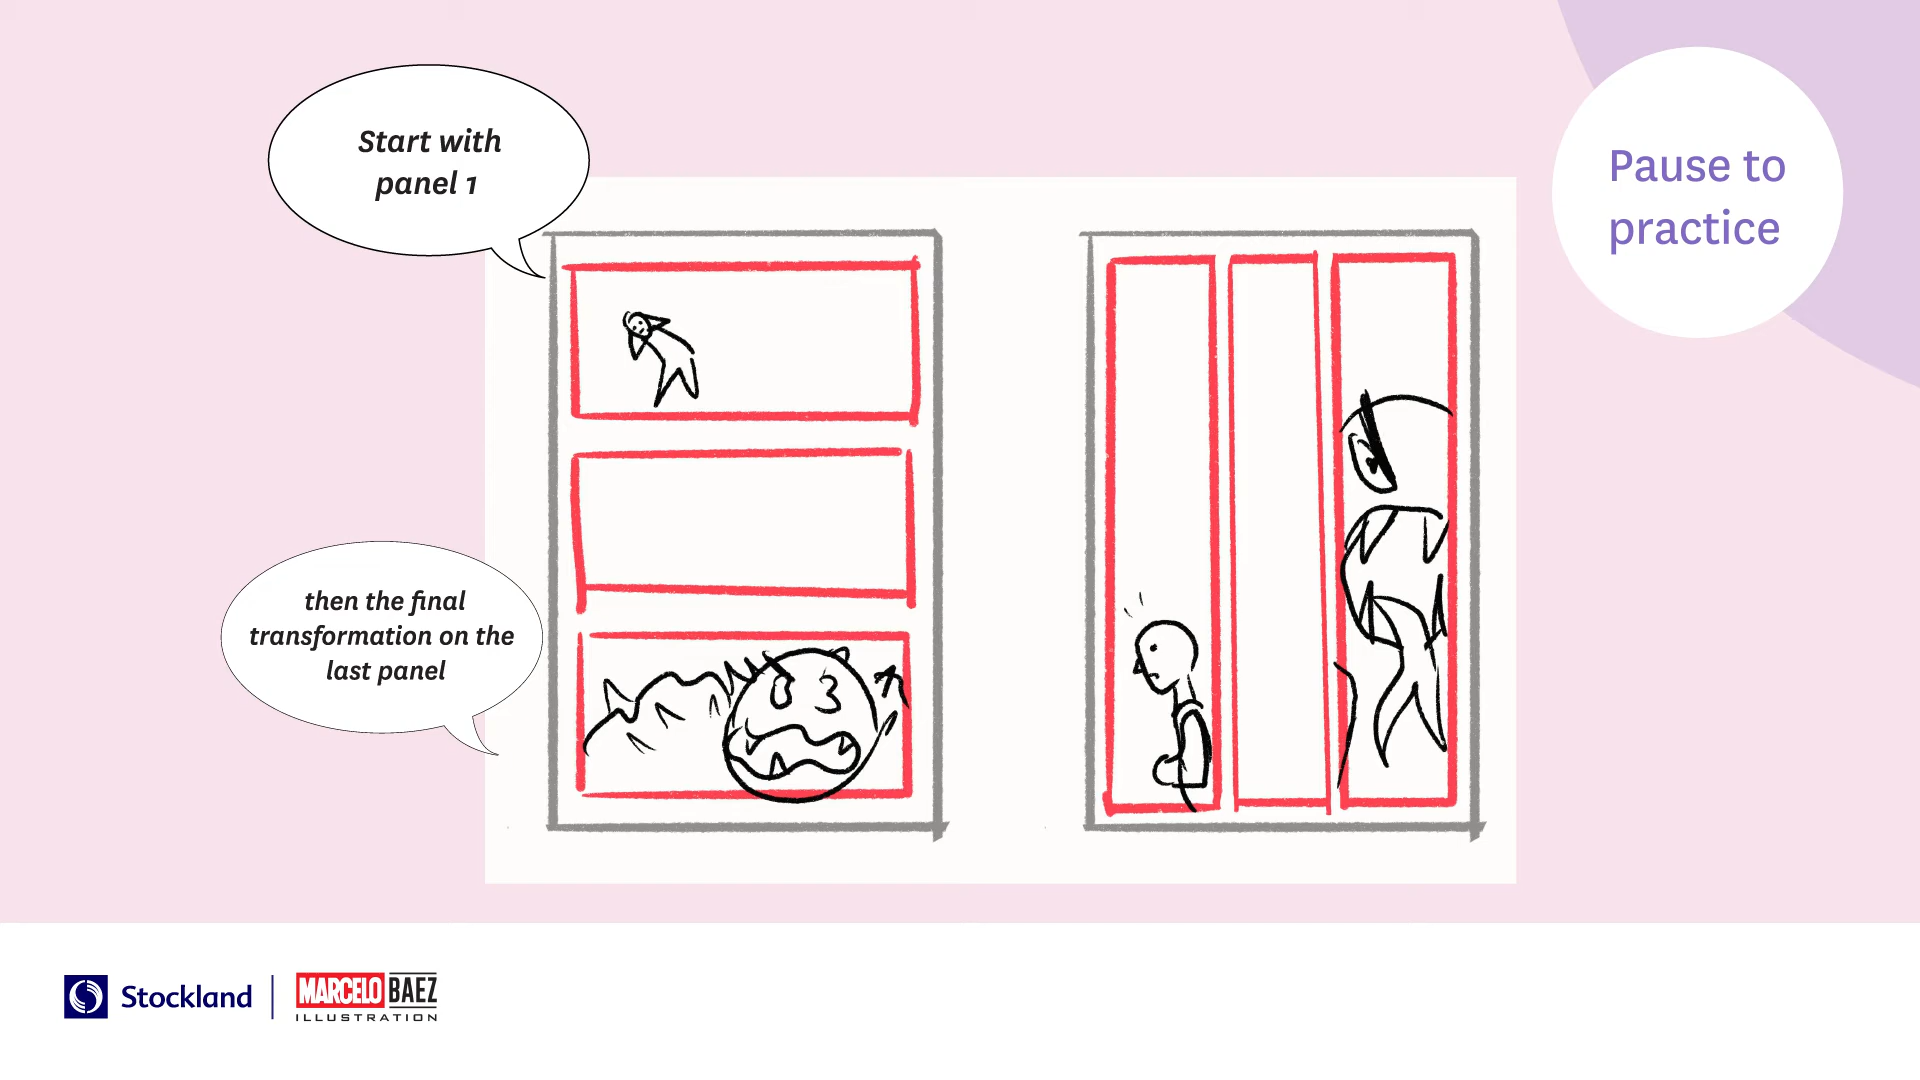 Start with
panel 1
Pause to
practice
then the final
transformation on the
last panel
Stockland
MARCELO BAEZ
ILLUSTRATION